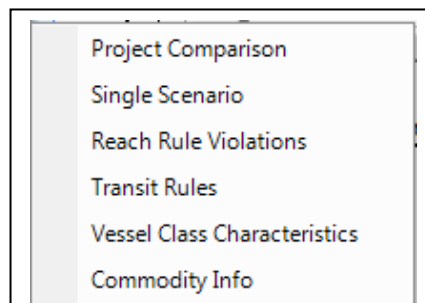 Project Comparison
Single Scenario
Reach Rule Violations
Transit Rules
Vessel Class Characteristics
Commodity Info